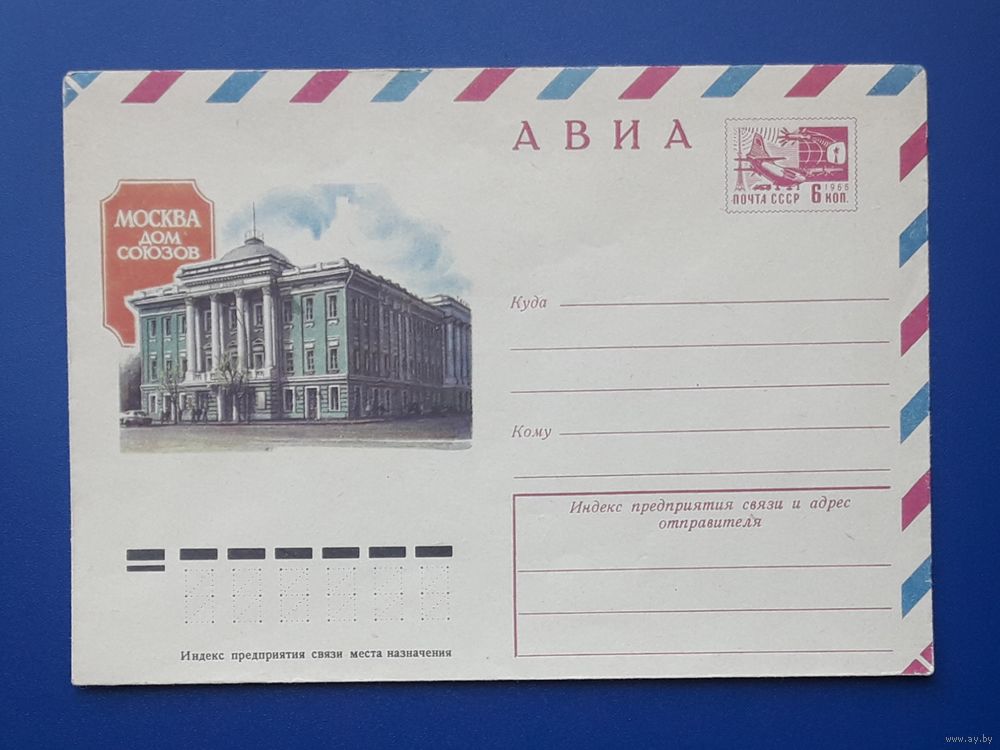 АВИА
1966
ПОЧТА СССР 6 КОП.
МОСКВА
ДОМ
СОЮЗОВ
Куда
Кому
Индекс предприятия связи и адрес
отправителя
Индекс предприятия связи места назначения
www.ay.by